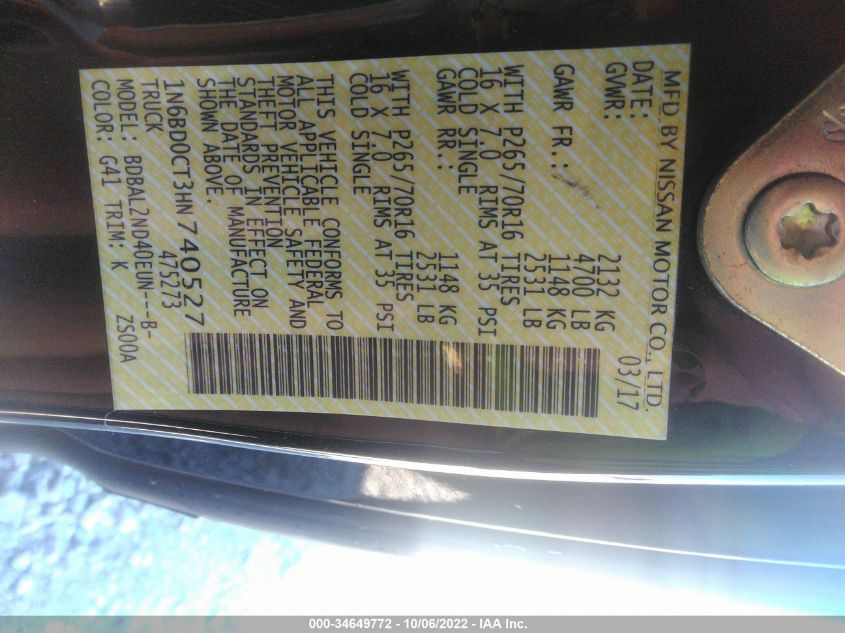 MFD BY NISSAN MOTOR CO., LTD.
DATE: 03/17
GVWR: 2132 KG
4700 LB
GAWR FR.: 1148 KG
2531 LB
WITH P265/70R16 TIRES
16 X 7.0 RIMS AT 35 PSI
COLD SINGLE
GAWR RR.: 1148 KG
2531 LB
WITH P265/70R16 TIRES
16 X 7.0 RIMS AT 35 PSI
COLD SINGLE
THIS VEHICLE CONFORMS TO
ALL APPLICABLE FEDERAL
MOTOR VEHICLE SAFETY AND
THEFT PREVENTION
STANDARDS IN EFFECT ON
THE DATE OF MANUFACTURE
SHOWN ABOVE.
1N6BD0CT3HN740527
TRUCK 475273
MODEL: BDBAL2ND40EUN---B-
COLOR: G41 TRIM: K Z500A
000-34649772 - 10/06/2022 - IAA Inc.